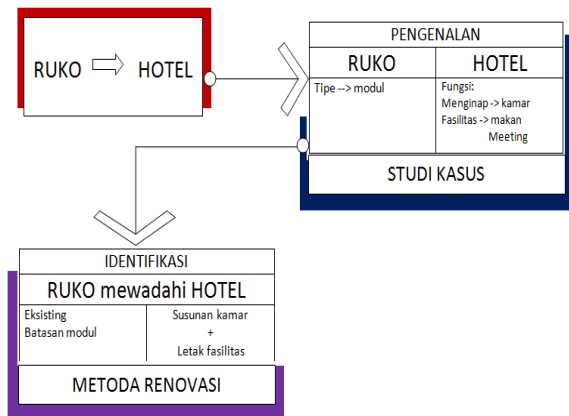 RUKO HOTEL
PENGENALAN
RUKO HOTEL
Tipe --> modul
Fungsi:
Menginap -> kamar
Fasilitas -> makan
Meeting
STUDI KASUS
IDENTIFIKASI
RUKO mewadahi HOTEL
Eksisting
Batasan modul
Susunan kamar
+
Letak fasilitas
METODA RENOVASI